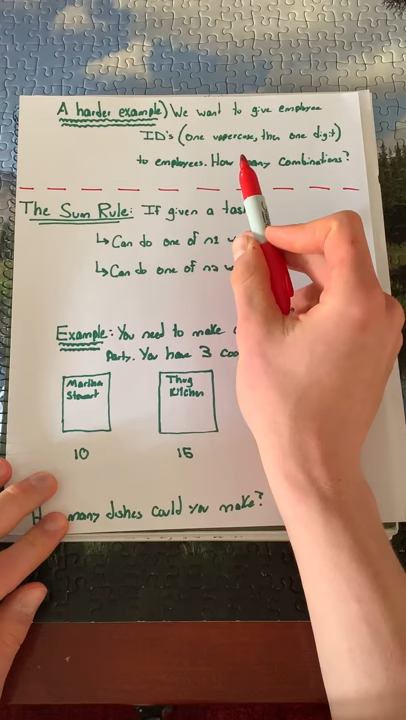 A harder example) We want to give employee
ID's (one uppercase, then one digit)
to employees. How many combinations?
The Sum Rule: If given a
↳ Can do one of n1
↳ Can do one of n2
Example: You need to make
Party. You have 3
Martha
Stewart
Thug
Kitchen
10
15
many dishes could you make?